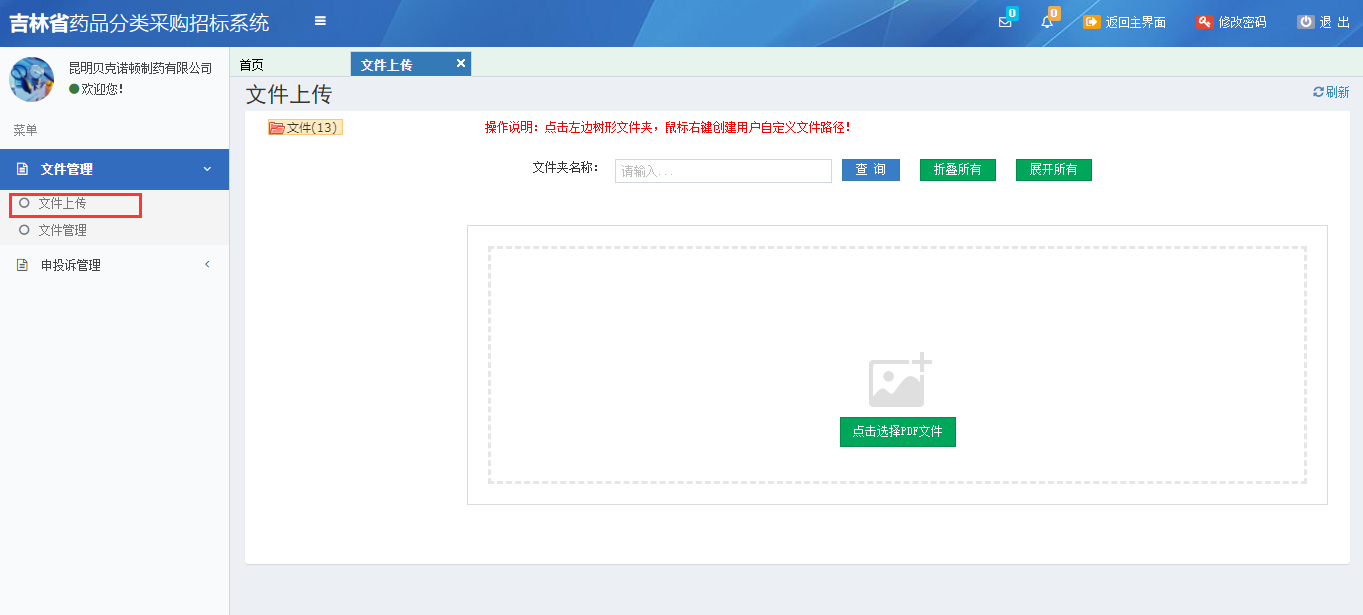 吉林省药品分类采购招标系统
0
0
返回主界面
修改密码
退 出
昆明贝克诺顿制药有限公司
欢迎您!
首页
文件上传
文件上传
刷新
菜单
文件管理
文件上传
文件管理
申投诉管理
文件(13)
操作说明：点击左边树形文件夹，鼠标右键创建用户自定义文件路径!
文件夹名称：
请输入...
查 询
折叠所有
展开所有
点击选择PDF文件